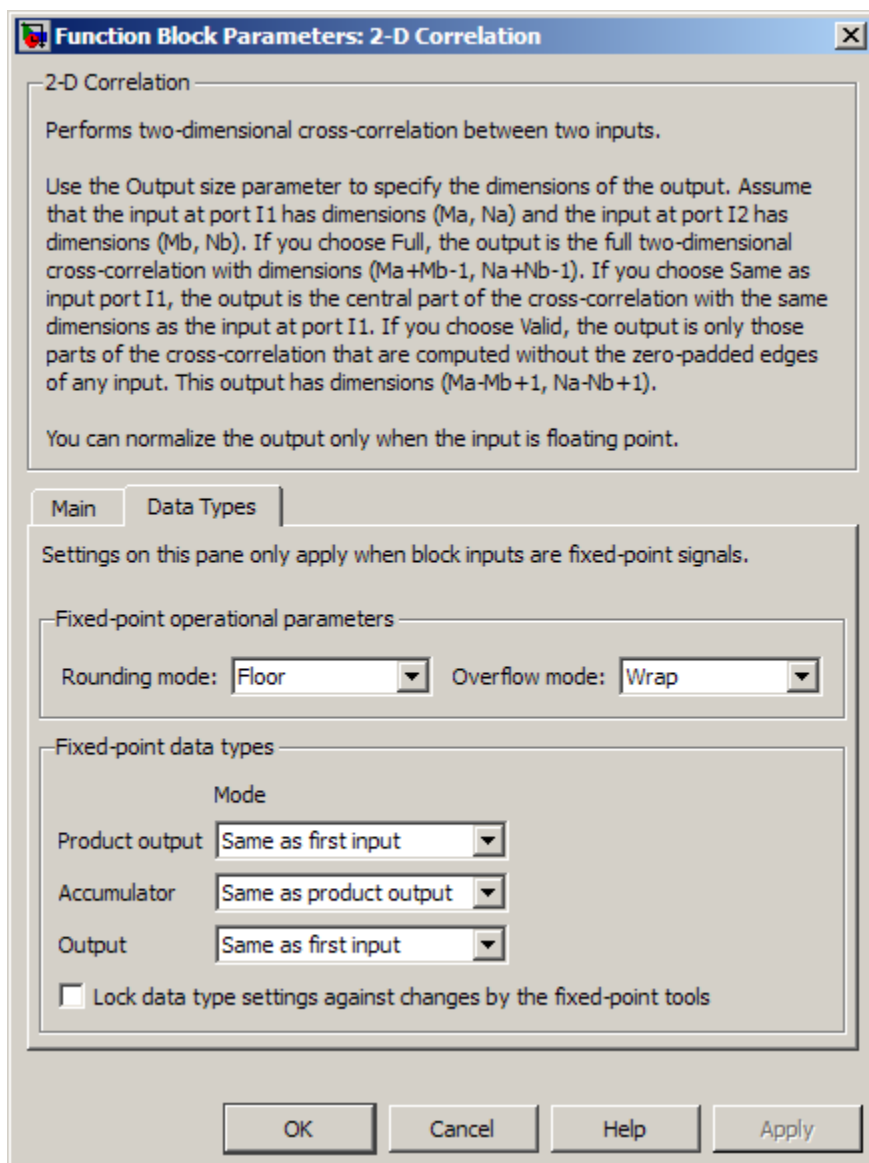 Function Block Parameters: 2-D Correlation
2-D Correlation
Performs two-dimensional cross-correlation between two inputs.
Use the Output size parameter to specify the dimensions of the output. Assume
that the input at port I1 has dimensions (Ma, Na) and the input at port I2 has
dimensions (Mb, Nb). If you choose Full, the output is the full two-dimensional
cross-correlation with dimensions (Ma+Mb-1, Na+Nb-1). If you choose Same as
input port I1, the output is the central part of the cross-correlation with the same
dimensions as the input at port I1. If you choose Valid, the output is only those
parts of the cross-correlation that are computed without the zero-padded edges
of any input. This output has dimensions (Ma-Mb+1, Na-Nb+1).
You can normalize the output only when the input is floating point.
Main Data Types
Settings on this pane only apply when block inputs are fixed-point signals.
Fixed-point operational parameters
Rounding mode: Floor Overflow mode: Wrap
Fixed-point data types
Mode
Product output Same as first input
Accumulator Same as product output
Output Same as first input
Lock data type settings against changes by the fixed-point tools
OK Cancel Help Apply